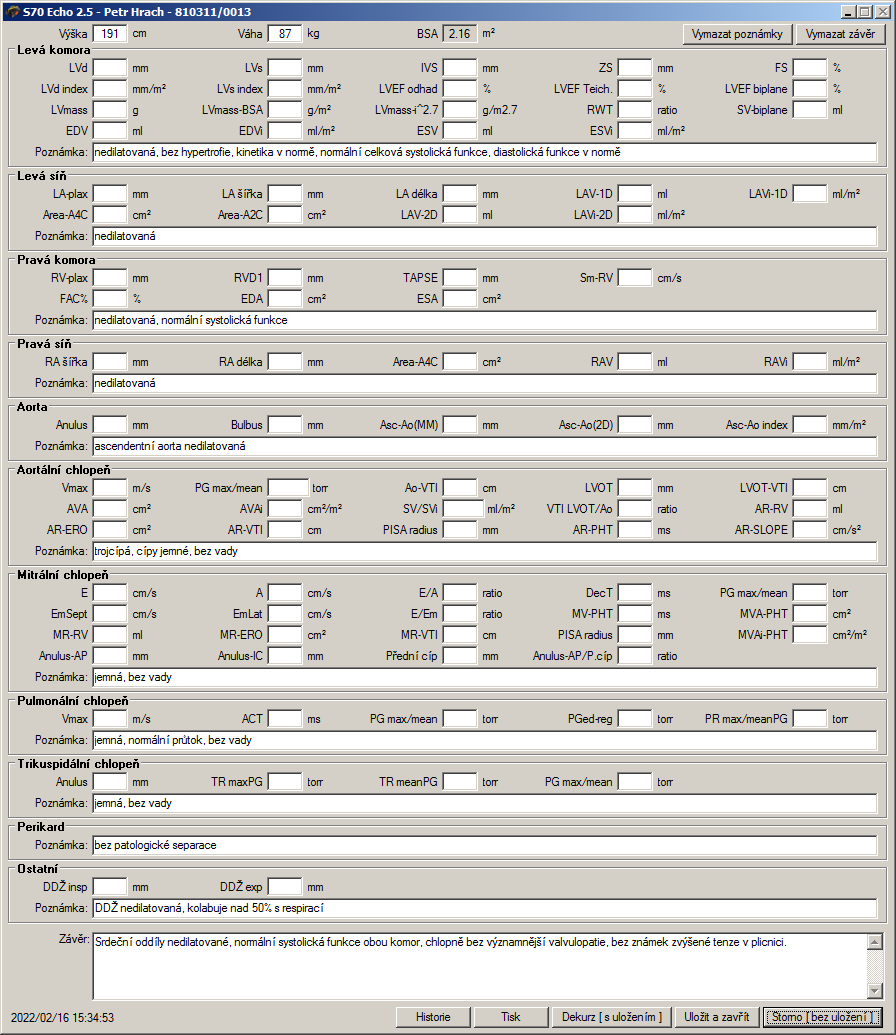 S70 Echo 2.5 - Petr Hrach - 810311/0013
Výška 191 cm Váha 87 kg BSA 2.16 m² Vymazat poznámky Vymazat závěr
Levá komora
LVd mm LVs mm IVS mm ZS mm FS %
LVd index mm/m² LVs index mm/m² LVEF odhad % LVEF Teich. % LVEF biplane %
LVmass g LVmass-BSA g/m² LVmass-i^2.7 g/m2.7 RWT ratio SV-biplane ml
EDV ml EDVi ml/m² ESV ml ESVi ml/m²
Poznámka: nedilatovaná, bez hypertrofie, kinetika v normě, normální celková systolická funkce, diastolická funkce v normě
Levá síň
LA-plax mm LA šířka mm LA délka mm LAV-1D ml LAVi-1D ml/m²
Area-A4C cm² Area-A2C cm² LAV-2D ml LAVi-2D ml/m²
Poznámka: nedilatovaná
Pravá komora
RV-plax mm RVD1 mm TAPSE mm Sm-RV cm/s
FAC% % EDA cm² ESA cm²
Poznámka: nedilatovaná, normální systolická funkce
Pravá síň
RA šířka mm RA délka mm Area-A4C cm² RAV ml RAVi ml/m²
Poznámka: nedilatovaná
Aorta
Anulus mm Bulbus mm Asc-Ao(MM) mm Asc-Ao(2D) mm Asc-Ao index mm/m²
Poznámka: ascendentní aorta nedilatovaná
Aortální chlopeň
Vmax m/s PG max/mean torr Ao-VTI cm LVOT mm LVOT-VTI cm
AVA cm² AVAi cm²/m² SV/SVi ml/m² VTI LVOT/Ao ratio AR-RV ml
AR-ERO cm² AR-VTI cm PISA radius mm AR-PHT ms AR-SLOPE cm/s²
Poznámka: trojcípá, cípy jemné, bez vady
Mitrální chlopeň
E cm/s A cm/s E/A ratio DecT ms PG max/mean torr
EmSept cm/s EmLat cm/s E/Em ratio MV-PHT ms MVA-PHT cm²
MR-RV ml MR-ERO cm² MR-VTI cm PISA radius mm MVAi-PHT cm²/m²
Anulus-AP mm Anulus-IC mm Přední cíp mm Anulus-AP/P.cíp ratio
Poznámka: jemná, bez vady
Pulmonální chlopeň
Vmax m/s ACT ms PG max/mean torr PGed-reg torr PR max/meanPG torr
Poznámka: jemná, normální průtok, bez vady
Trikuspidální chlopeň
Anulus mm TR maxPG torr TR meanPG torr PG max/mean torr
Poznámka: jemná, bez vady
Perikard
Poznámka: bez patologické separace
Ostatní
DDŽ insp mm DDŽ exp mm
Poznámka: DDŽ nedilatovaná, kolabuje nad 50% s respirací
Závěr: Srdeční oddíly nedilatované, normální systolická funkce obou komor, chlopně bez významnější valvulopatie, bez známek zvýšené tenze v plicnici.
2022/02/16 15:34:53 Historie Tisk Dekurz [ s uložením ] Uložit a zavřít Storno [ bez uložení ]